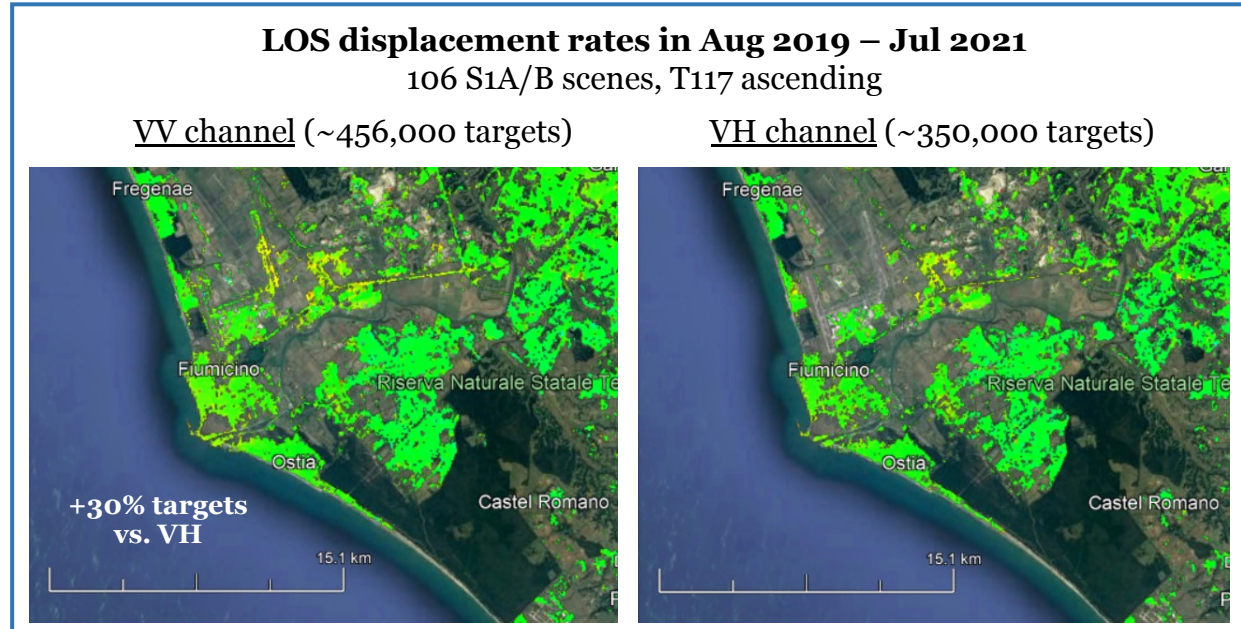 LOS displacement rates in Aug 2019 – Jul 2021
106 S1A/B scenes, T117 ascending
VV channel (~456,000 targets)
VH channel (~350,000 targets)
Fregenae
Fiumicino
Riserva Naturale Statale Te
Ostia
Castel Romano
+30% targets
vs. VH
15.1 km
Fregenae
Fiumicino
Riserva Naturale Statale Te
Ostia
Castel Romano
15.1 km